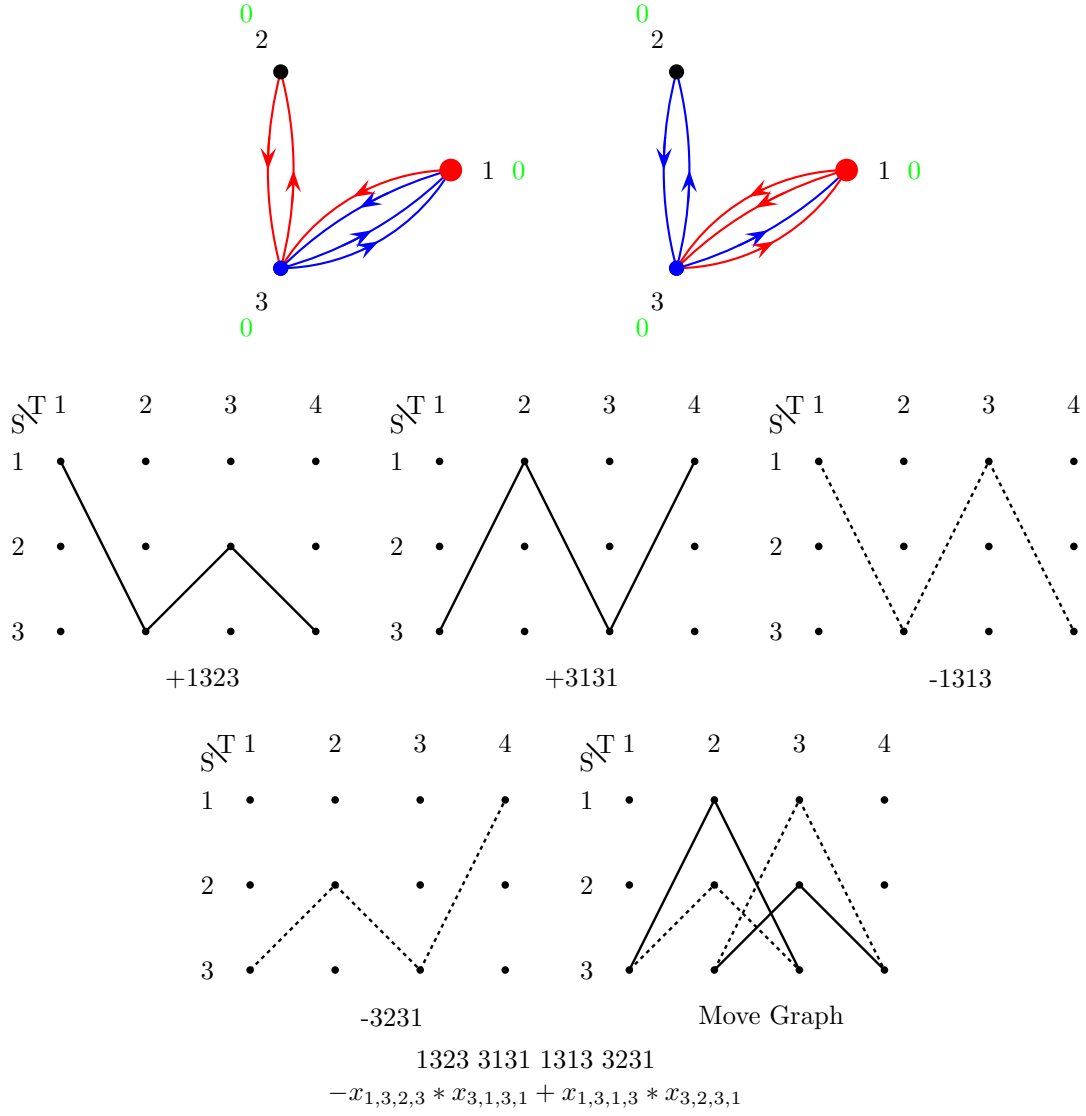 0 0
2 2
1 0 1 0
3 3
0 0
S\T 1 2 3 4 S\T 1 2 3 4 S\T 1 2 3 4
1 1 1
2 2 2
3 3 3
+1323 +3131 -1313
S\T 1 2 3 4 S\T 1 2 3 4
1 1
2 2
3 3
-3231 Move Graph
1323 3131 1313 3231
−x_{1,3,2,3} * x_{3,1,3,1} + x_{1,3,1,3} * x_{3,2,3,1}